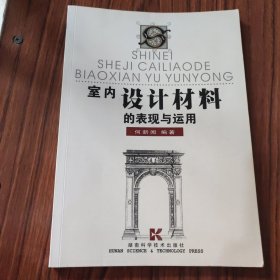 SHINEI
SHEJI CAILIAODE
BIAOXIAN YU YUNYONG
室内设计材料
的表现与运用
何新闻 编著
湖南科学技术出版社
HUNAN SCIENCE & TECHNOLOGY PRESS